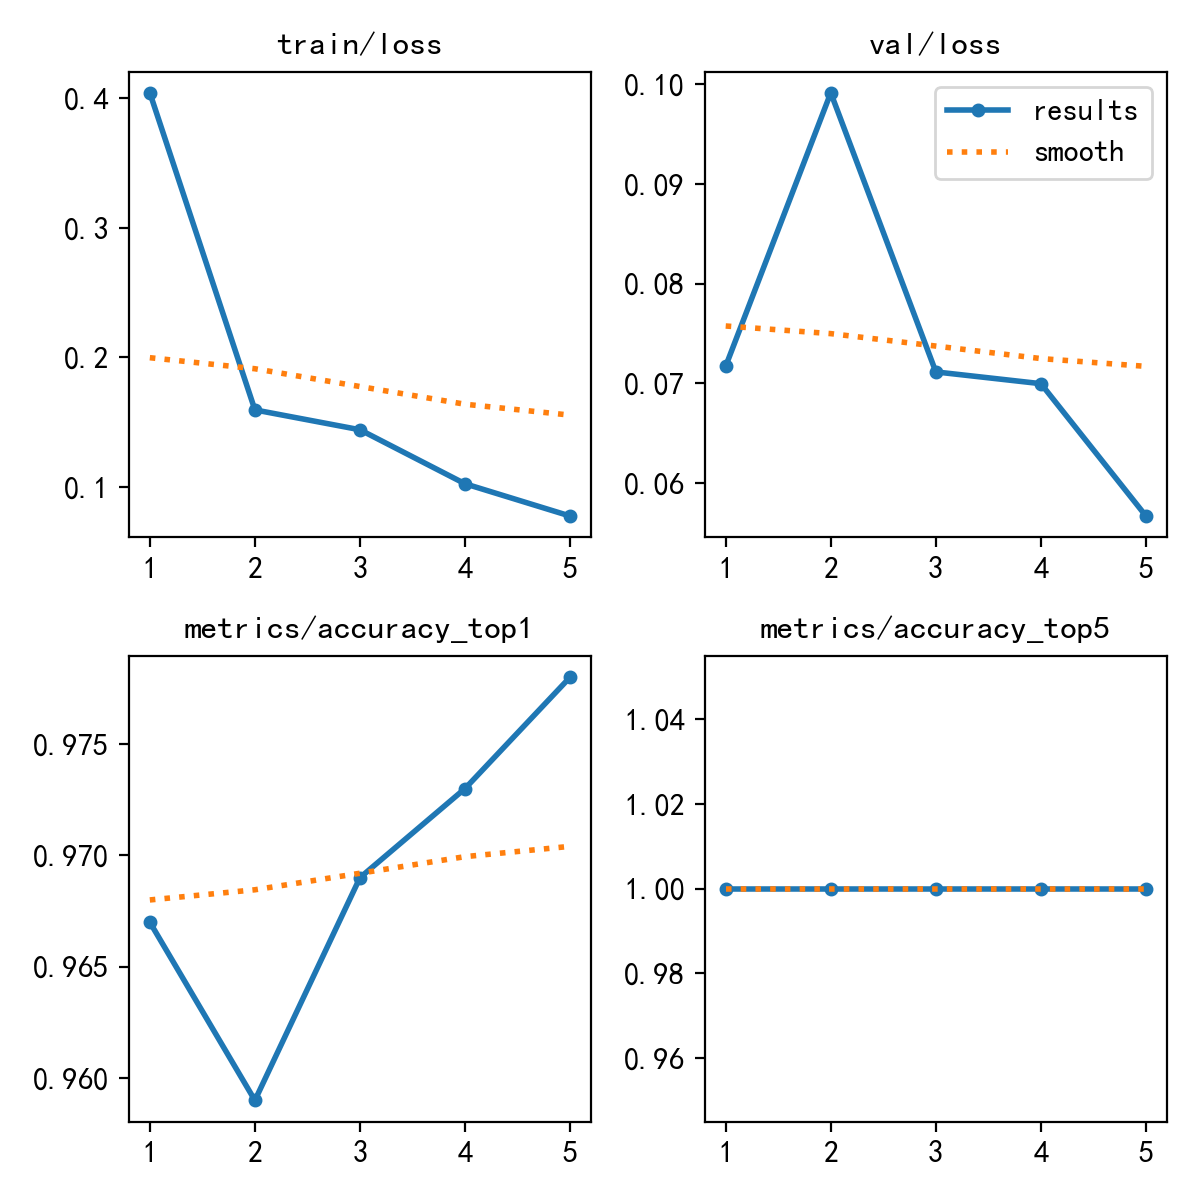 train/loss
0.4
0.3
0.2
0.1
1 2 3 4 5
val/loss
results
smooth
0.10
0.09
0.08
0.07
0.06
1 2 3 4 5
metrics/accuracy_top1
0.975
0.970
0.965
0.960
1 2 3 4 5
metrics/accuracy_top5
1.04
1.02
1.00
0.98
0.96
1 2 3 4 5